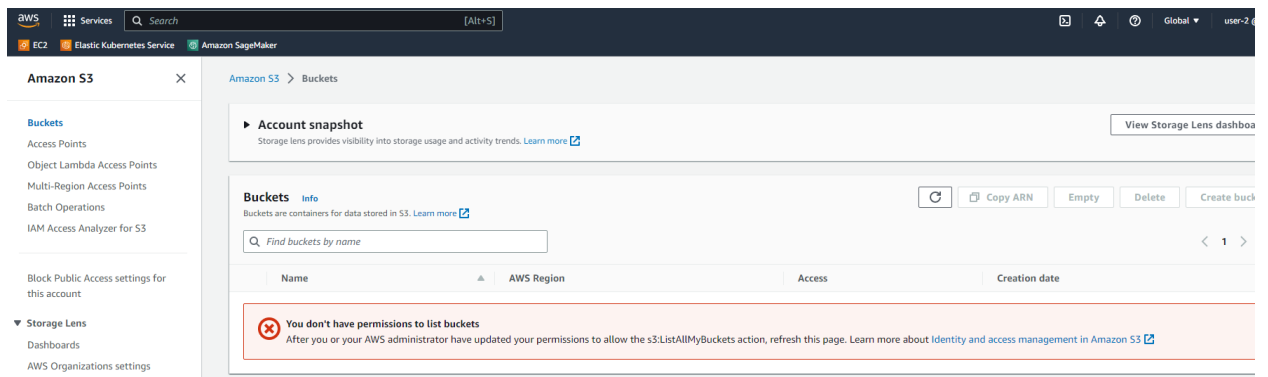 aws Services Search [Alt+S] Global user-2 @
EC2 Elastic Kubernetes Service Amazon SageMaker
Amazon S3
Buckets
Access Points
Object Lambda Access Points
Multi-Region Access Points
Batch Operations
IAM Access Analyzer for S3
Block Public Access settings for
this account
Storage Lens
Dashboards
AWS Organizations settings
Amazon S3 > Buckets
Account snapshot
Storage lens provides visibility into storage usage and activity trends. Learn more
View Storage Lens dashboa
Buckets Info
Buckets are containers for data stored in S3. Learn more
Copy ARN Empty Delete Create buck
Find buckets by name
1
Name AWS Region Access Creation date
You don't have permissions to list buckets
After you or your AWS administrator have updated your permissions to allow the s3:ListAllMyBuckets action, refresh this page. Learn more about Identity and access management in Amazon S3